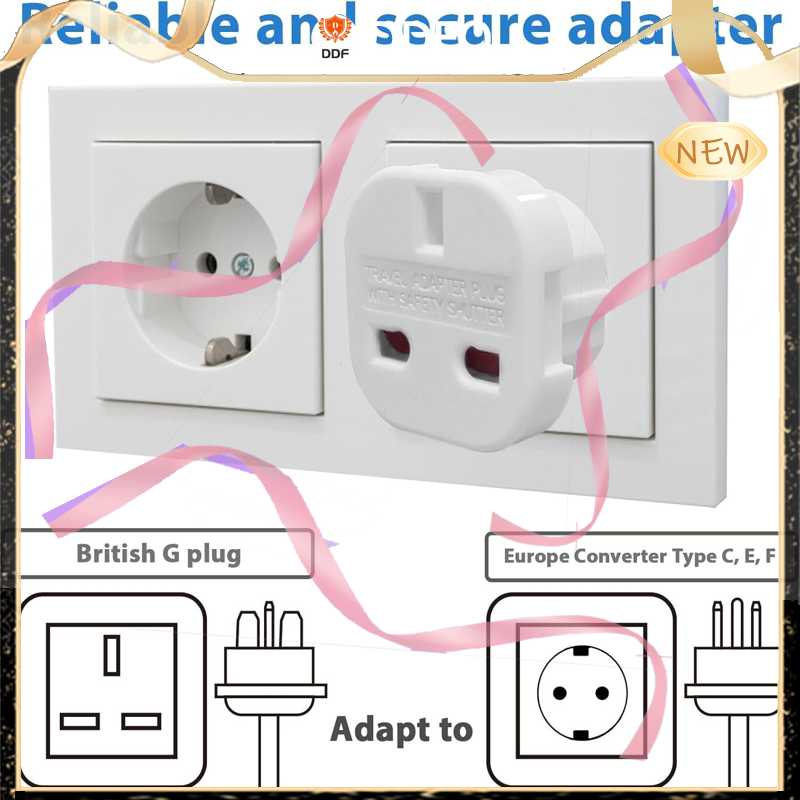 Reliable and secure adapter
DDF
NEW
TRAVEL ADAPTER PLUG
WITH SAFETY SHUTTER
British G plug
Europe Converter Type C, E, F
Adapt to